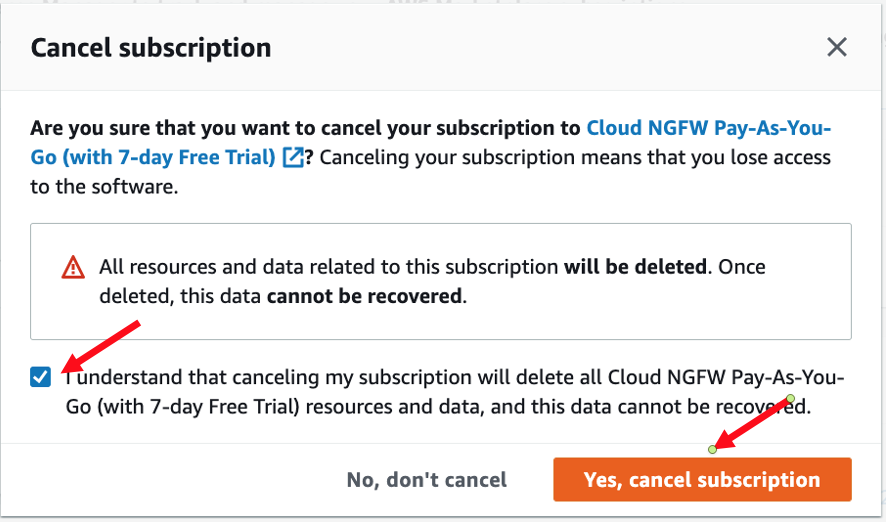 Cancel subscription
Are you sure that you want to cancel your subscription to Cloud NGFW Pay-As-You-
Go (with 7-day Free Trial)? Canceling your subscription means that you lose access
to the software.
All resources and data related to this subscription will be deleted. Once
deleted, this data cannot be recovered.
I understand that canceling my subscription will delete all Cloud NGFW Pay-As-You-
Go (with 7-day Free Trial) resources and data, and this data cannot be recovered.
No, don't cancel
Yes, cancel subscription